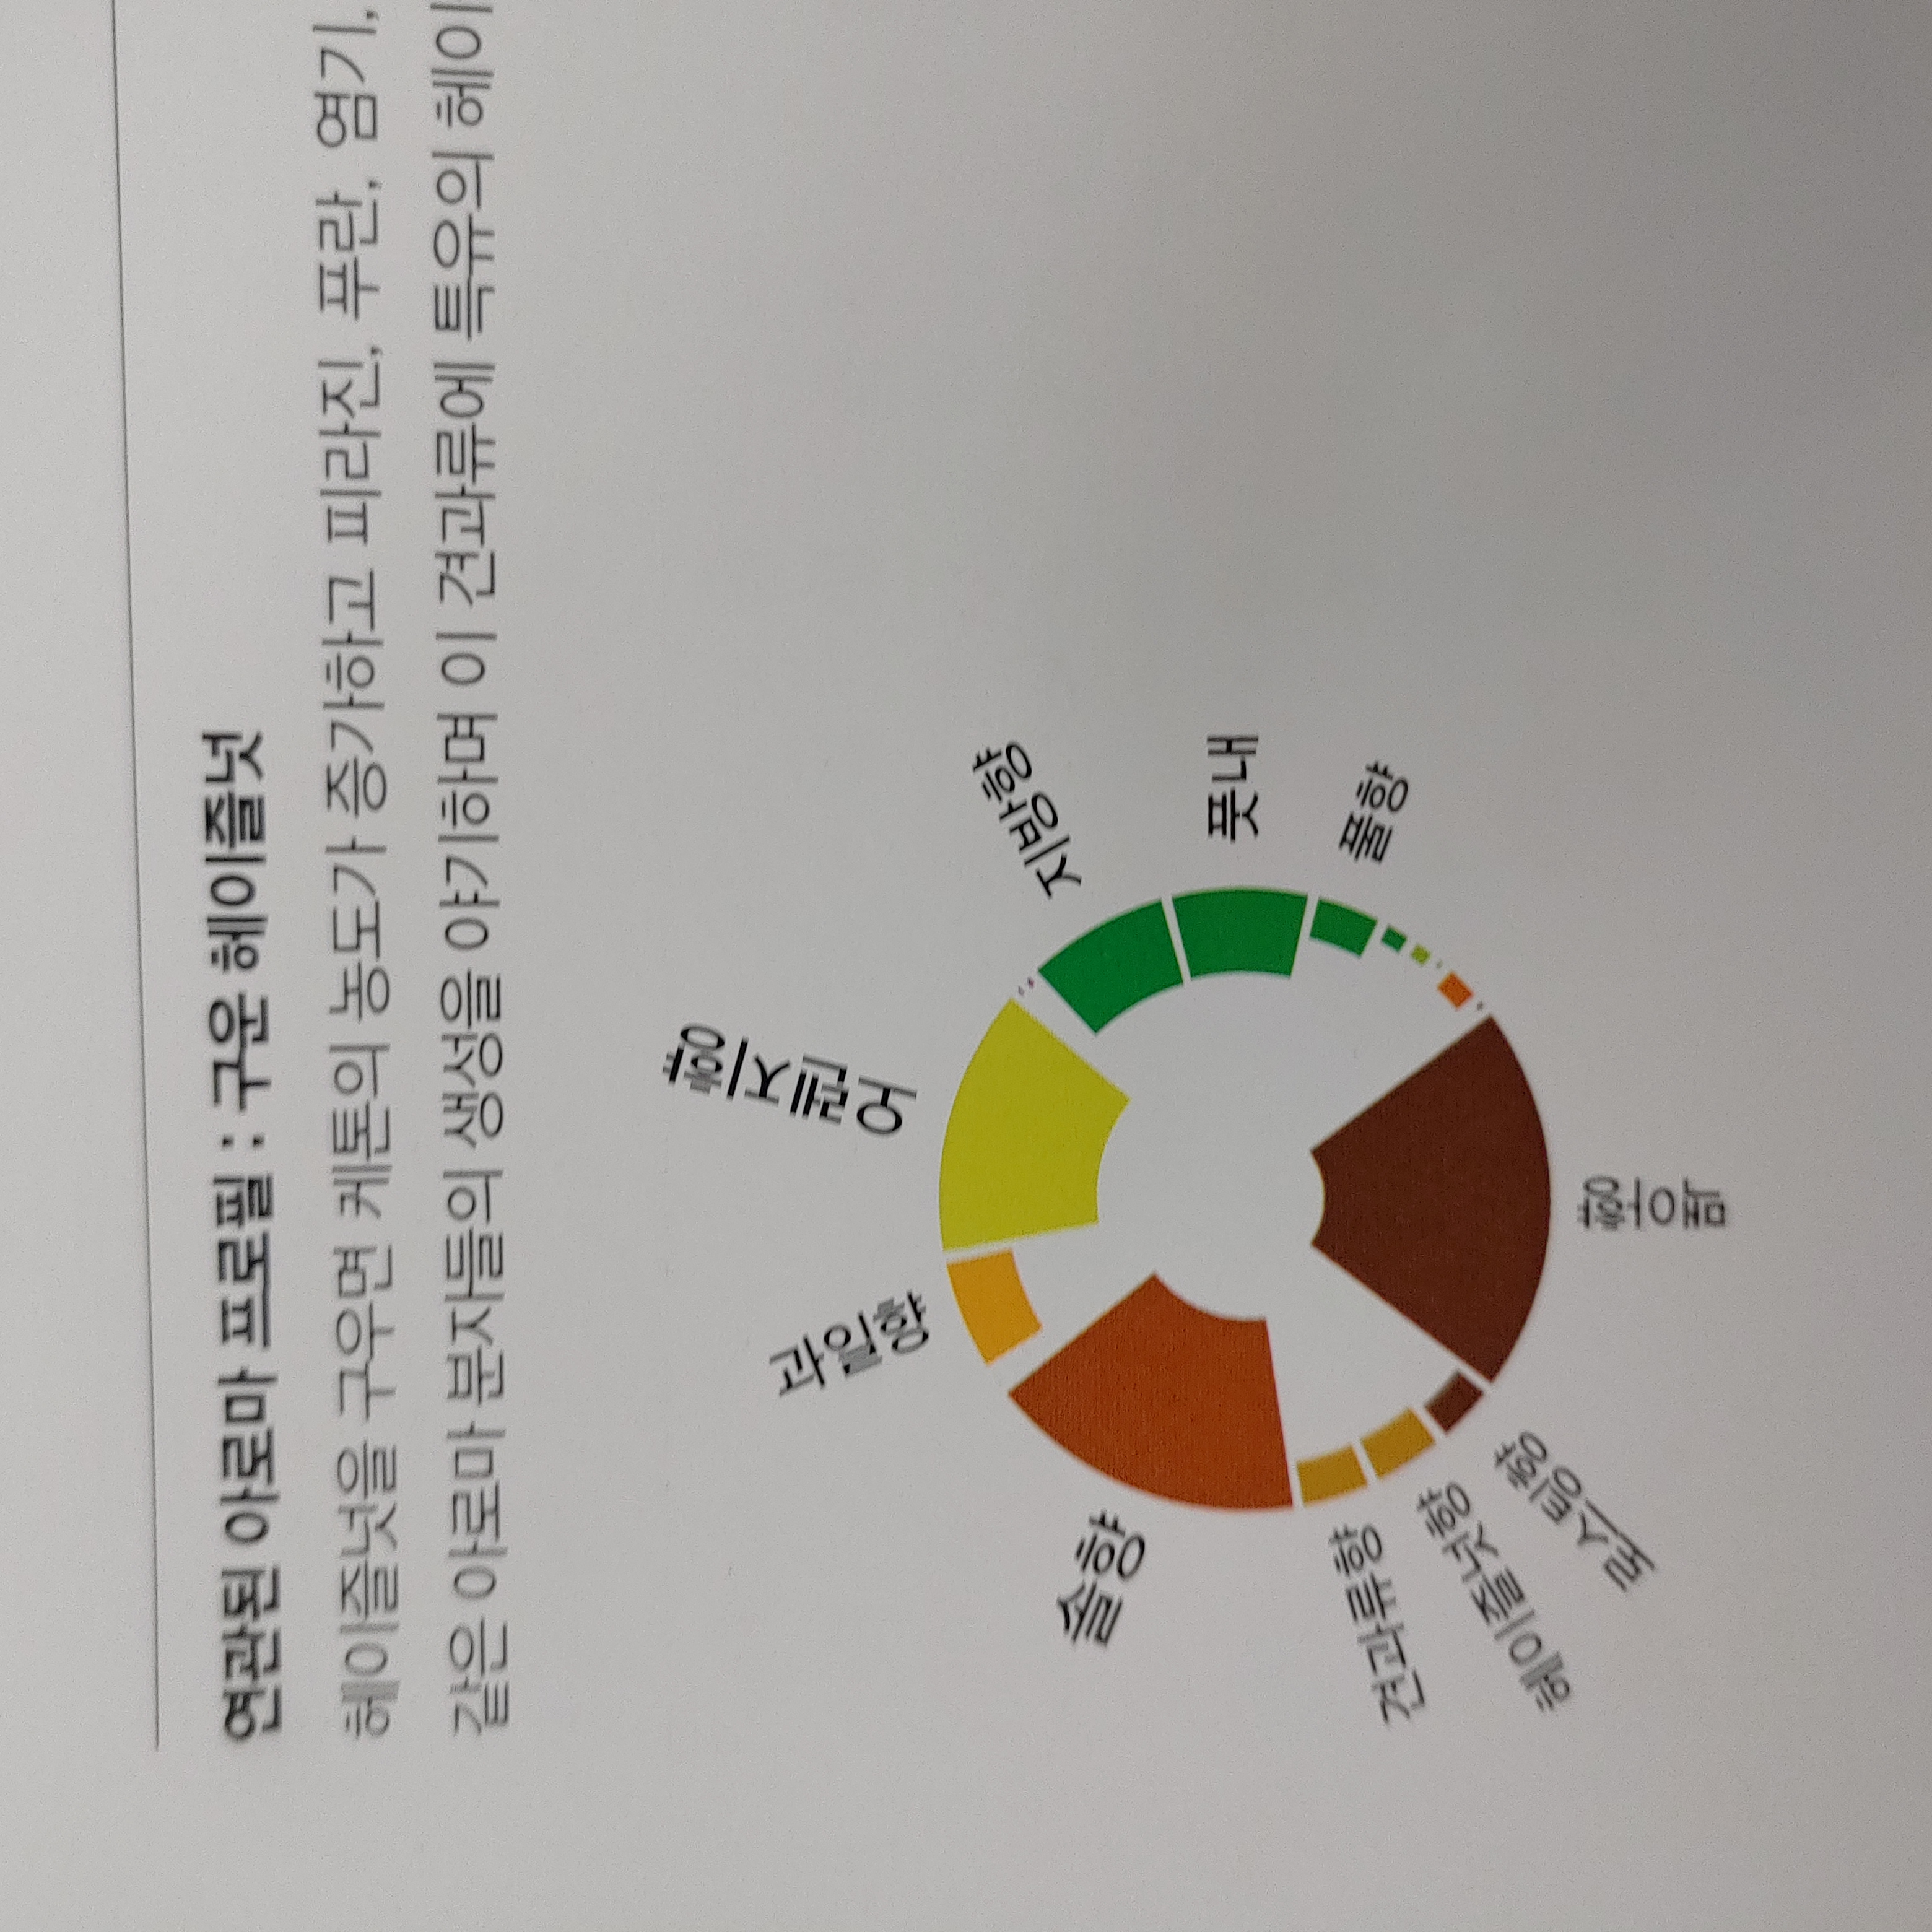 연관된 아로마 프로필 : 구운 헤이즐넛
헤이즐넛을 구우면 케톤의 농도가 증가하고 피라진, 푸란, 염기,
같은 아로마 분자들의 생성을 야기하며 이 견과류에 특유의 헤이
오렌지향
과일향
지방향
술향
풋내
풀향
견과류향
헤이즐넛향
로스팅향
맥아향